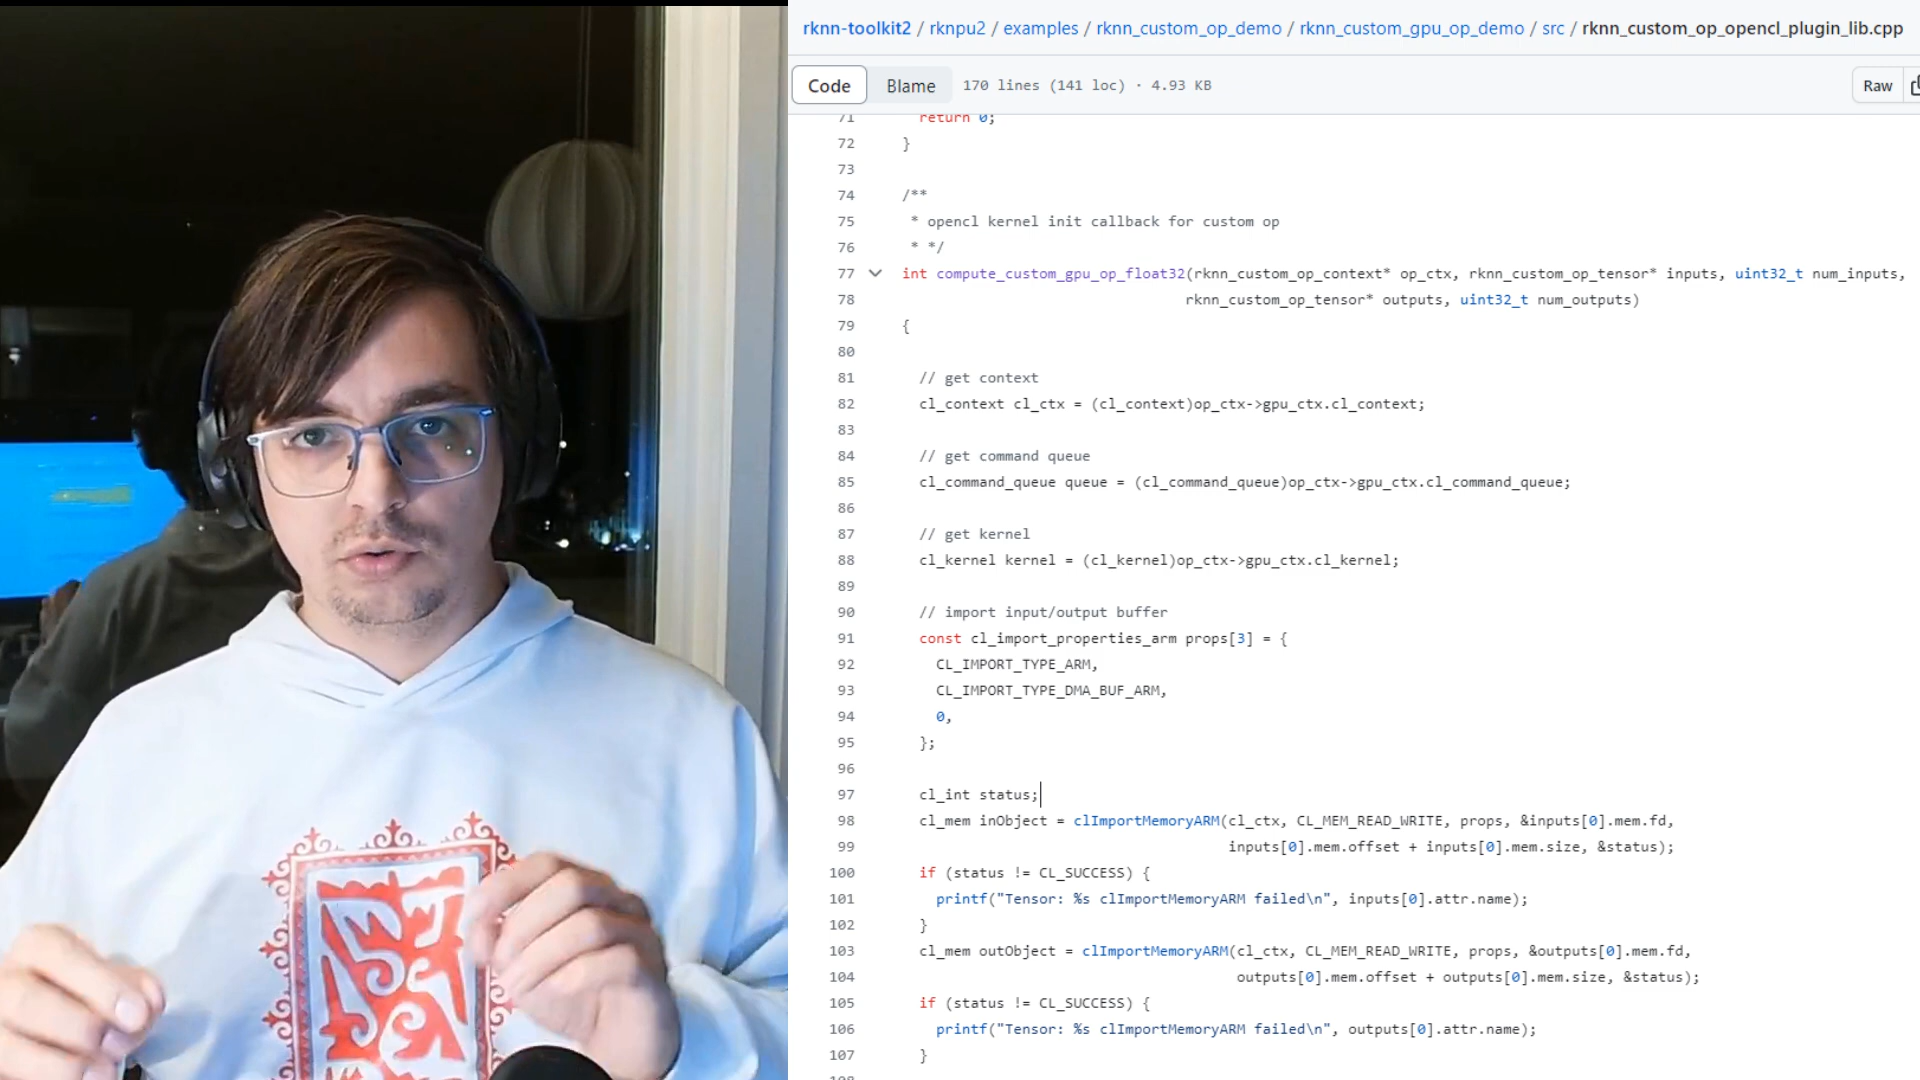 rknn-toolkit2 / rknpu2 / examples / rknn_custom_op_demo / rknn_custom_gpu_op_demo / src / rknn_custom_op_opencl_plugin_lib.cpp
Code Blame 170 lines (141 loc) · 4.93 KB Raw
71 return 0;
72 }
73
74 /**
75 * opencl kernel init callback for custom op
76 * */
77 int compute_custom_gpu_op_float32(rknn_custom_op_context* op_ctx, rknn_custom_op_tensor* inputs, uint32_t num_inputs,
78 rknn_custom_op_tensor* outputs, uint32_t num_outputs)
79 {
80
81 // get context
82 cl_context cl_ctx = (cl_context)op_ctx->gpu_ctx.cl_context;
83
84 // get command queue
85 cl_command_queue queue = (cl_command_queue)op_ctx->gpu_ctx.cl_command_queue;
86
87 // get kernel
88 cl_kernel kernel = (cl_kernel)op_ctx->gpu_ctx.cl_kernel;
89
90 // import input/output buffer
91 const cl_import_properties_arm props[3] = {
92 CL_IMPORT_TYPE_ARM,
93 CL_IMPORT_TYPE_DMA_BUF_ARM,
94 0,
95 };
96
97 cl_int status;
98 cl_mem inObject = clImportMemoryARM(cl_ctx, CL_MEM_READ_WRITE, props, &inputs[0].mem.fd,
99 inputs[0].mem.offset + inputs[0].mem.size, &status);
100 if (status != CL_SUCCESS) {
101 printf("Tensor: %s clImportMemoryARM failed\n", inputs[0].attr.name);
102 }
103 cl_mem outObject = clImportMemoryARM(cl_ctx, CL_MEM_READ_WRITE, props, &outputs[0].mem.fd,
104 outputs[0].mem.offset + outputs[0].mem.size, &status);
105 if (status != CL_SUCCESS) {
106 printf("Tensor: %s clImportMemoryARM failed\n", outputs[0].attr.name);
107 }